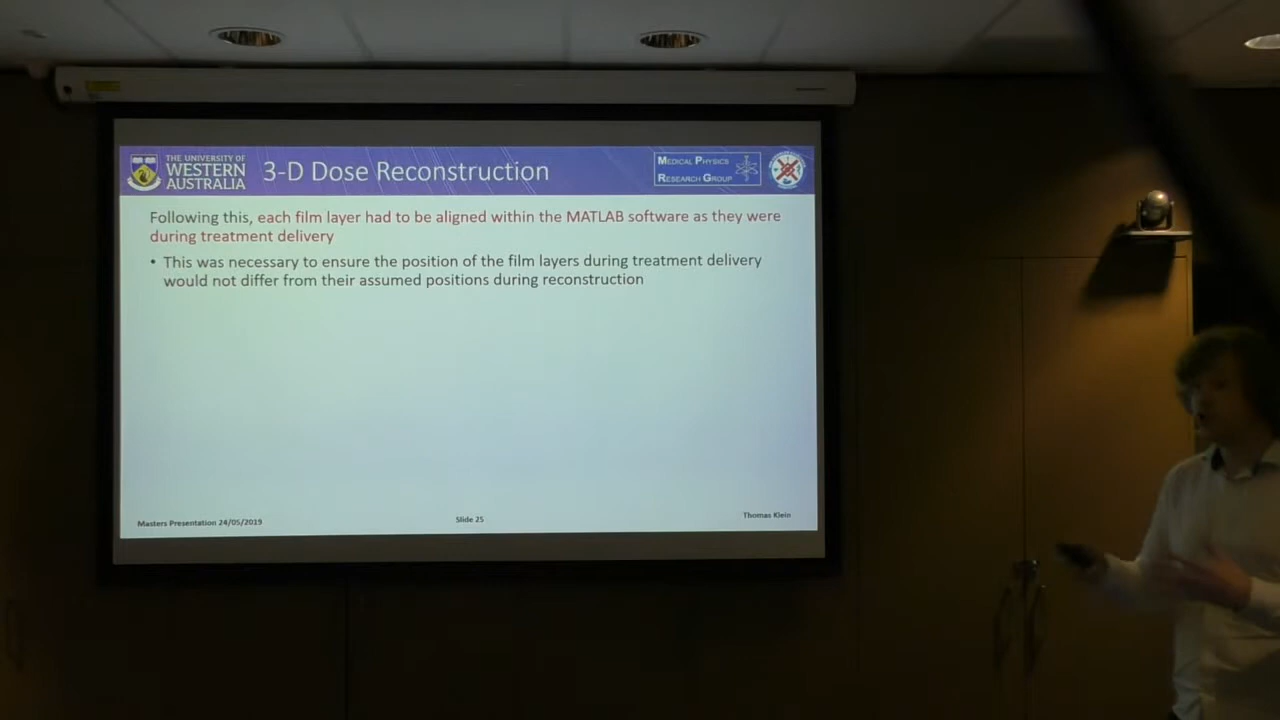 THE UNIVERSITY OF
WESTERN
AUSTRALIA
3-D Dose Reconstruction
MEDICAL PHYSICS
RESEARCH GROUP
Following this, each film layer had to be aligned within the MATLAB software as they were
during treatment delivery
• This was necessary to ensure the position of the film layers during treatment delivery
would not differ from their assumed positions during reconstruction
Masters Presentation 24/05/2019
Slide 25
Thomas Klein